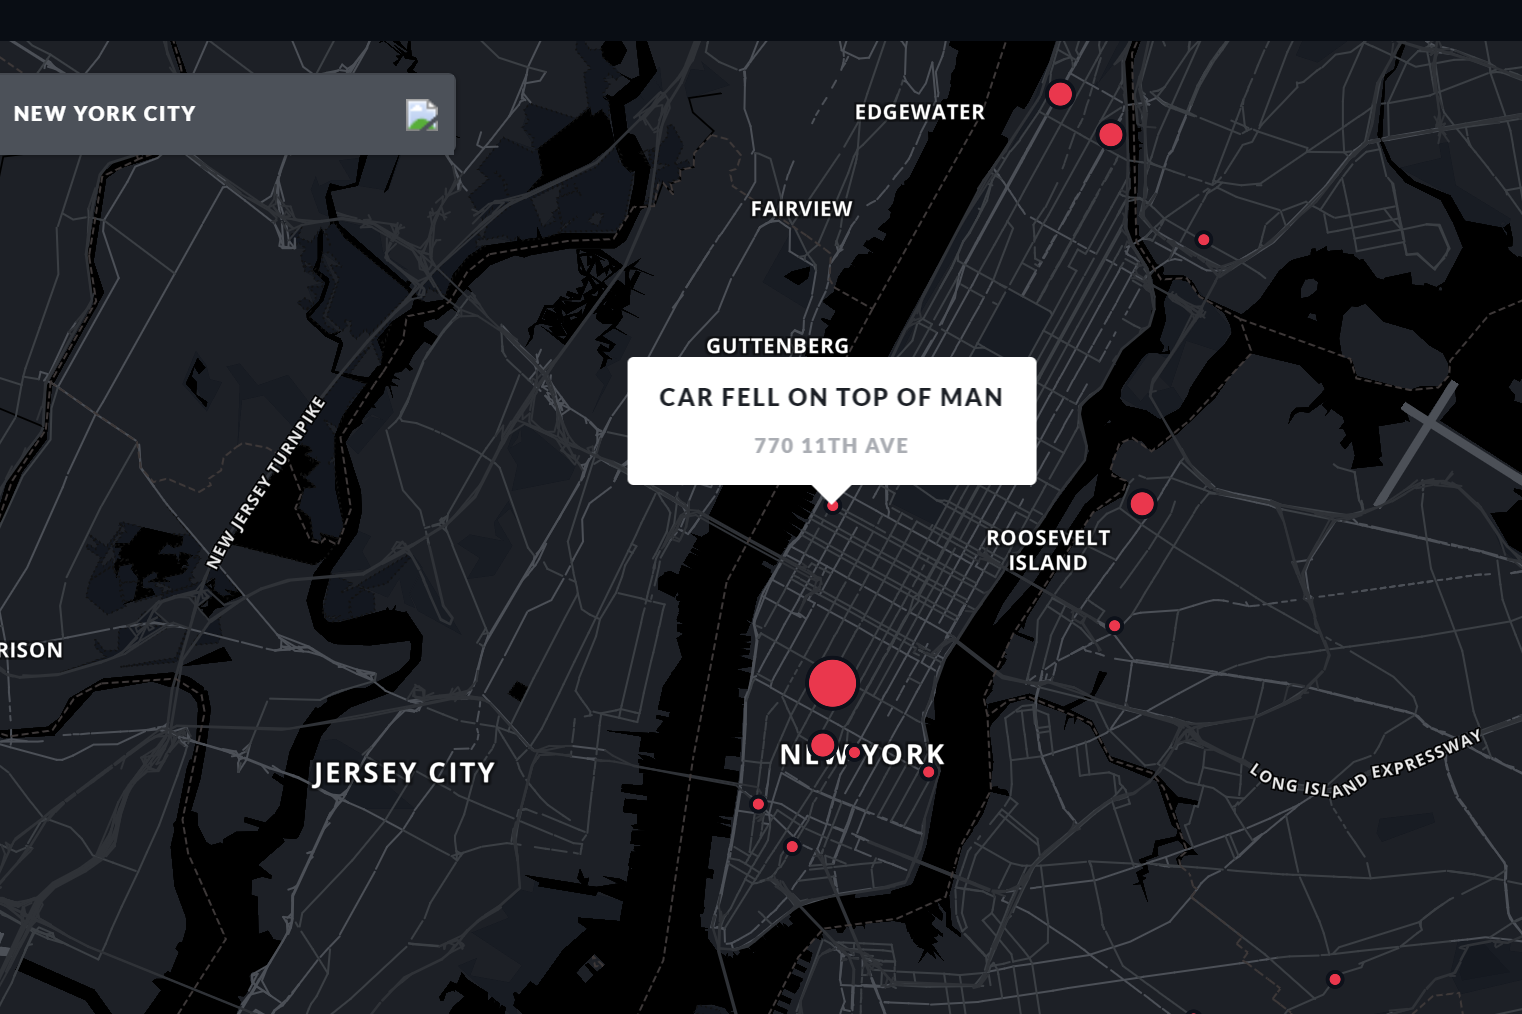 NEW YORK CITY
EDGEWATER
FAIRVIEW
GUTTENBERG
CAR FELL ON TOP OF MAN
770 11TH AVE
NEW JERSEY TURNPIKE
ROOSEVELT
ISLAND
RISON
NEW YORK
JERSEY CITY
LONG ISLAND EXPRESSWAY